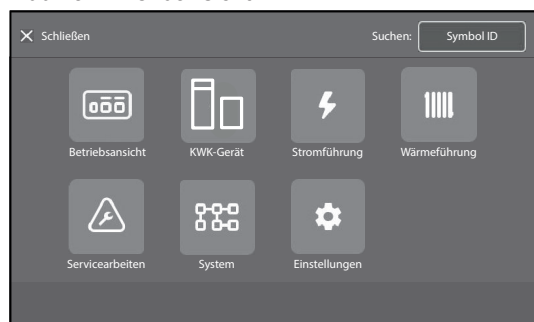 Schließen
Suchen: Symbol ID
Betriebsansicht KWK-Gerät Stromführung Wärmeführung
Servicearbeiten System Einstellungen